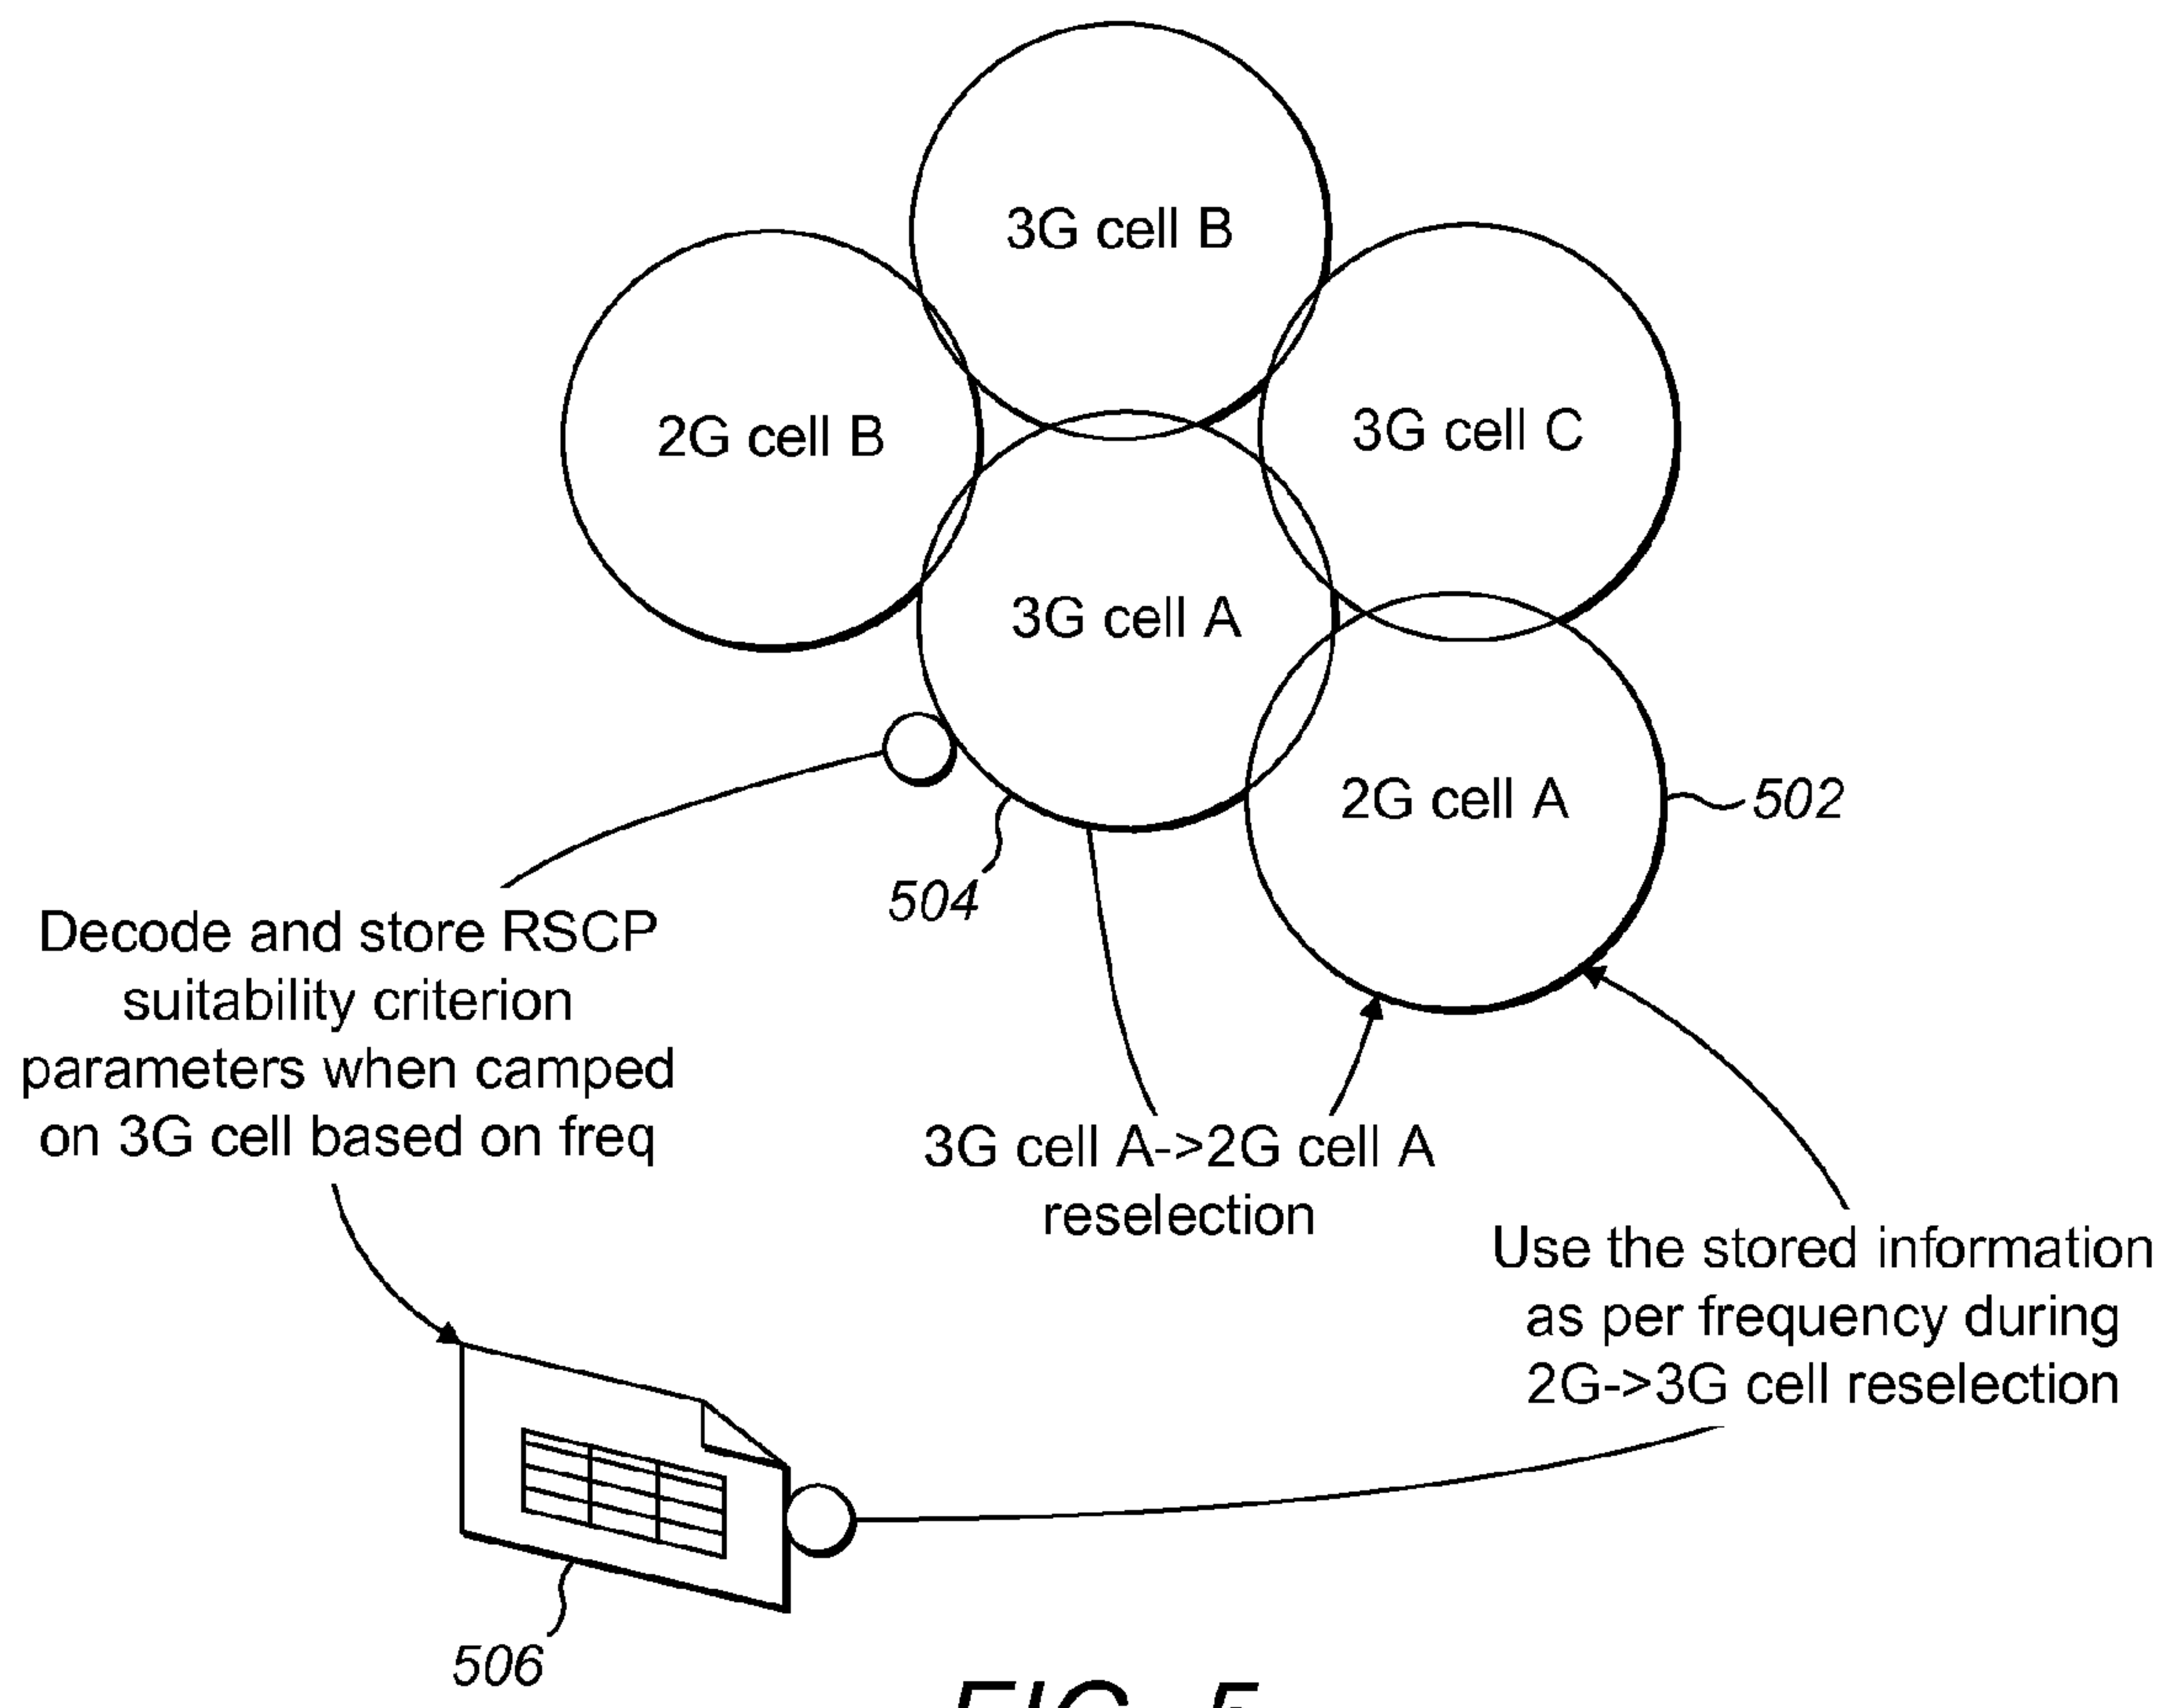 3G cell B
2G cell B
3G cell C
3G cell A
2G cell A
502
504
Decode and store RSCP
suitability criterion
parameters when camped
on 3G cell based on freq
3G cell A->2G cell A
reselection
Use the stored information
as per frequency during
2G->3G cell reselection
506
FIG. 5